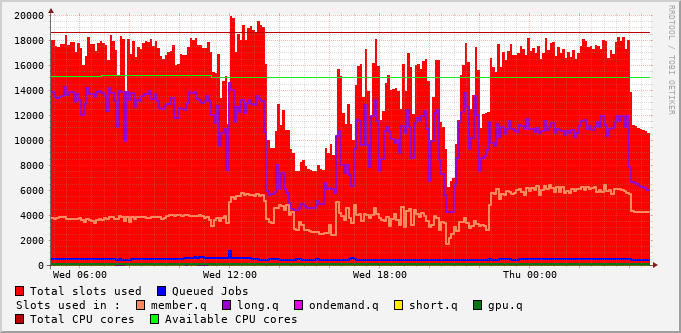 20000
18000
16000
14000
12000
10000
8000
6000
4000
2000
0
Wed 06:00 Wed 12:00 Wed 18:00 Thu 00:00
Total slots used Queued Jobs
Slots used in : member.q long.q ondemand.q short.q gpu.q
Total CPU cores Available CPU cores
RRDTOOL / TOBI OETIKER